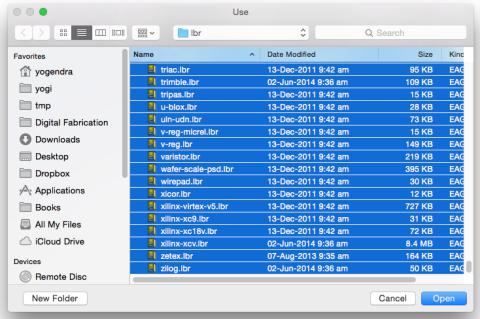 Use
lbr
Search
Favorites
yogendra
yogi
tmp
Digital Fabrication
Downloads
Desktop
Dropbox
Applications
Books
All My Files
iCloud Drive
Devices
Remote Disc
Name Date Modified Size Kind
triac.lbr 13-Dec-2011 9:42 am 95 KB EAG
trimble.lbr 02-Jun-2014 9:36 am 109 KB EAG
tripas.lbr 13-Dec-2011 9:42 am 15 KB EAG
u-blox.lbr 13-Dec-2011 9:42 am 28 KB EAG
uln-udn.lbr 13-Dec-2011 9:42 am 73 KB EAG
v-reg-micrel.lbr 13-Dec-2011 9:42 am 15 KB EAG
v-reg.lbr 13-Dec-2011 9:42 am 149 KB EAG
varistor.lbr 13-Dec-2011 9:42 am 219 KB EAG
wafer-scale-psd.lbr 13-Dec-2011 9:42 am 395 KB EAG
wirepad.lbr 13-Dec-2011 9:42 am 30 KB EAG
xicor.lbr 13-Dec-2011 9:42 am 12 KB EAG
xilinx-virtex-v5.lbr 13-Dec-2011 9:42 am 727 KB EAG
xilinx-xc9.lbr 13-Dec-2011 9:42 am 31 KB EAG
xilinx-xc18v.lbr 13-Dec-2011 9:42 am 72 KB EAG
xilinx-xcv.lbr 02-Jun-2014 9:36 am 8.4 MB EAG
zetex.lbr 07-Aug-2013 9:35 am 164 KB EAG
zilog.lbr 02-Jun-2014 9:36 am 50 KB EAG
New Folder
Cancel
Open